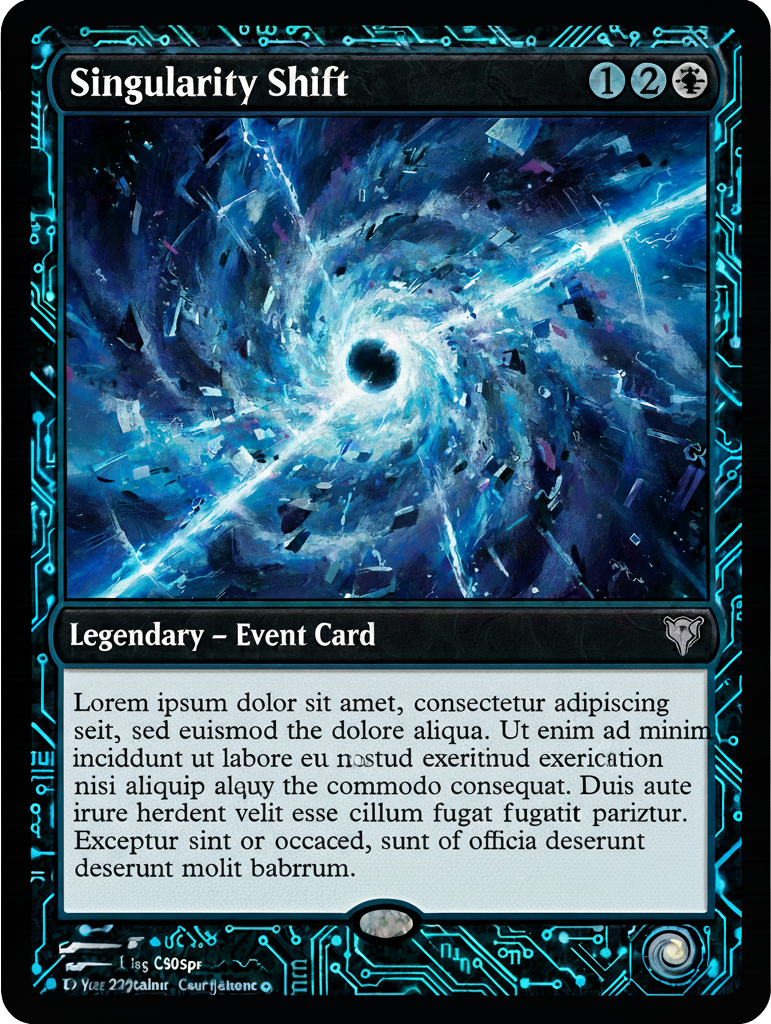 Singularity Shift
1 2
Legendary – Event Card
Lorem ipsum dolor sit amet, consectetur adipiscing
seit, sed euismod the dolore aliqua. Ut enim ad minim
inciddunt ut labore eu nostud exeritinud exerication
nisi aliquip alquy the commodo consequat. Duis aute
irure herdent velit esse cillum fugat fugatit pariztur.
Exceptur sint or occaced, sunt of officia deserunt
deserunt molit babrrum.